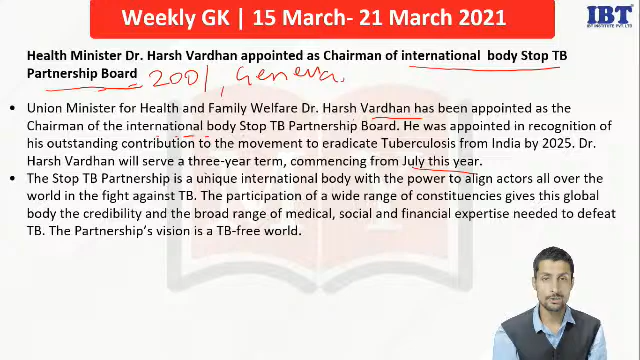 Weekly GK | 15 March- 21 March 2021
IBT
IBT INSTITUTE PVT LTD
Health Minister Dr. Harsh Vardhan appointed as Chairman of international body Stop TB
Partnership Board 2001, Geneva.
• Union Minister for Health and Family Welfare Dr. Harsh Vardhan has been appointed as the
Chairman of the international body Stop TB Partnership Board. He was appointed in recognition of
his outstanding contribution to the movement to eradicate Tuberculosis from India by 2025. Dr.
Harsh Vardhan will serve a three-year term, commencing from July this year.
• The Stop TB Partnership is a unique international body with the power to align actors all over the
world in the fight against TB. The participation of a wide range of constituencies gives this global
body the credibility and the broad range of medical, social and financial expertise needed to defeat
TB. The Partnership's vision is a TB-free world.